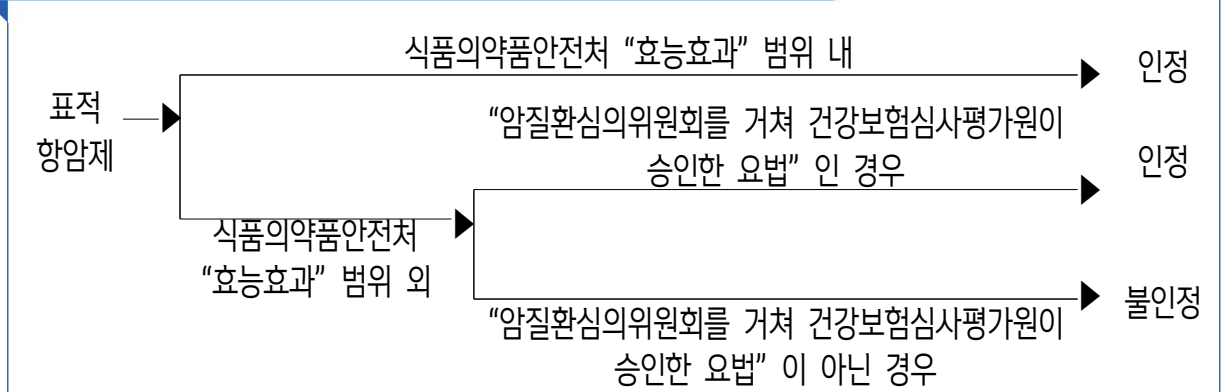 식품의약품안전처 “효능효과” 범위 내
인정
표적
항암제
“암질환심의위원회를 거쳐 건강보험심사평가원이
승인한 요법” 인 경우
인정
식품의약품안전처
“효능효과” 범위 외
“암질환심의위원회를 거쳐 건강보험심사평가원이
승인한 요법” 이 아닌 경우
불인정